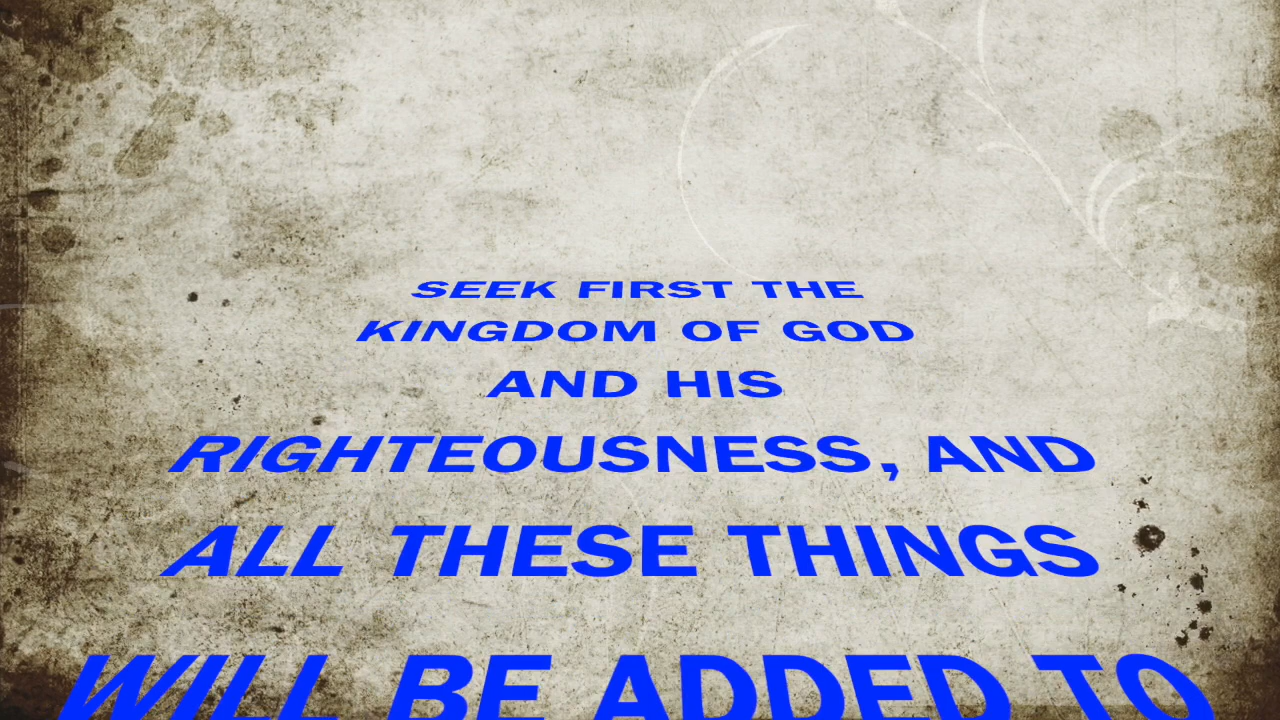 SEEK FIRST THE
KINGDOM OF GOD
AND HIS
RIGHTEOUSNESS, AND
ALL THESE THINGS
WILL BE ADDED TO